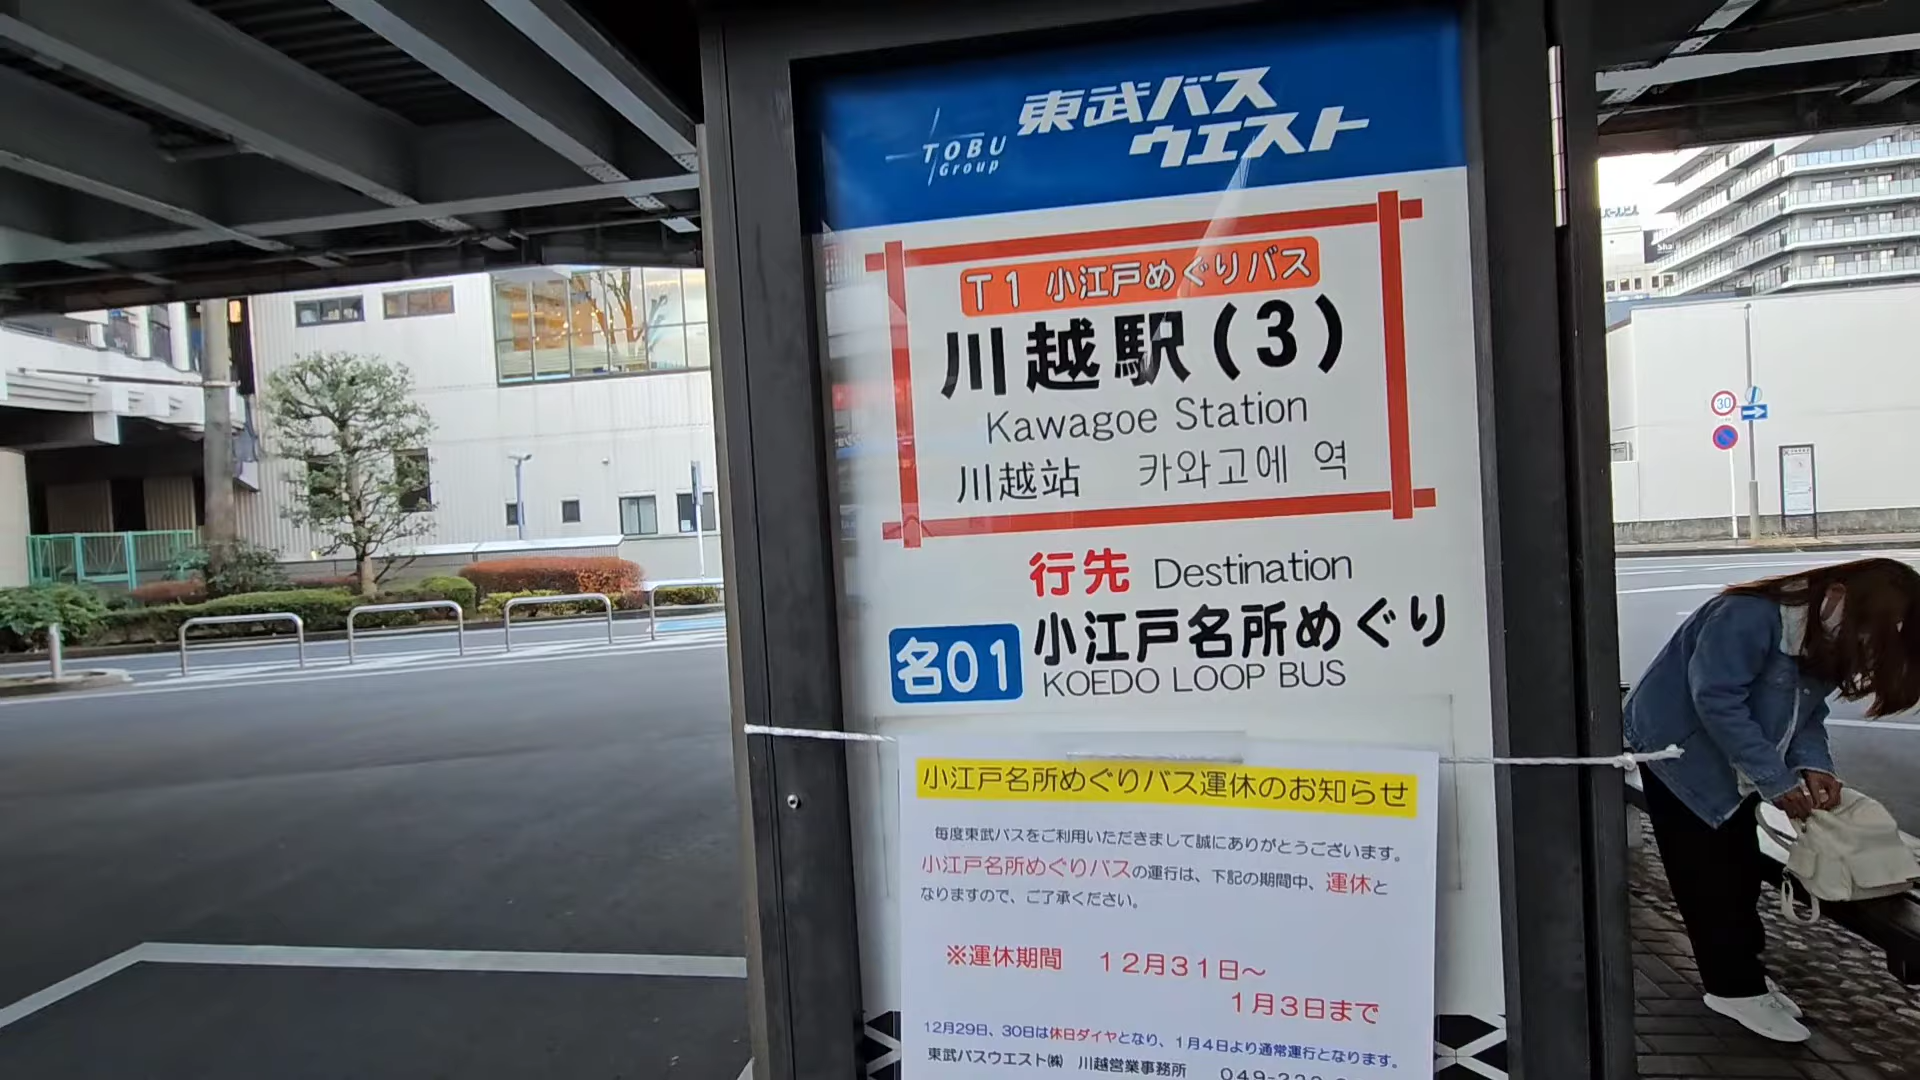 東武バス
ウエスト
TOBU
Group
T1 小江戸めぐりバス
川越駅(3)
Kawagoe Station
川越站 카와고에 역
行先 Destination
名01 小江戸名所めぐり
KOEDO LOOP BUS
小江戸名所めぐりバス運休のお知らせ
毎度東武バスをご利用いただきまして誠にありがとうございます。
小江戸名所めぐりバスの運行は、下記の期間中、運休と
なりますので、ご了承ください。
※運休期間 12月31日～
1月3日まで
12月29日、30日は休日ダイヤとなり、1月4日より通常運行となります。
東武バスウエスト㈱ 川越営業事務所
30